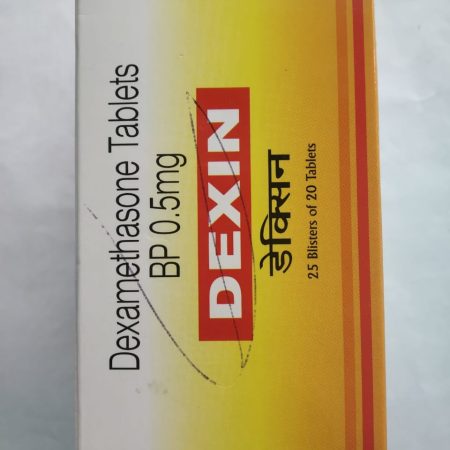 Dexamethasone Tablets
BP 0.5mg
DEXIN
डेक्सिन
25 Blisters of 20 Tablets